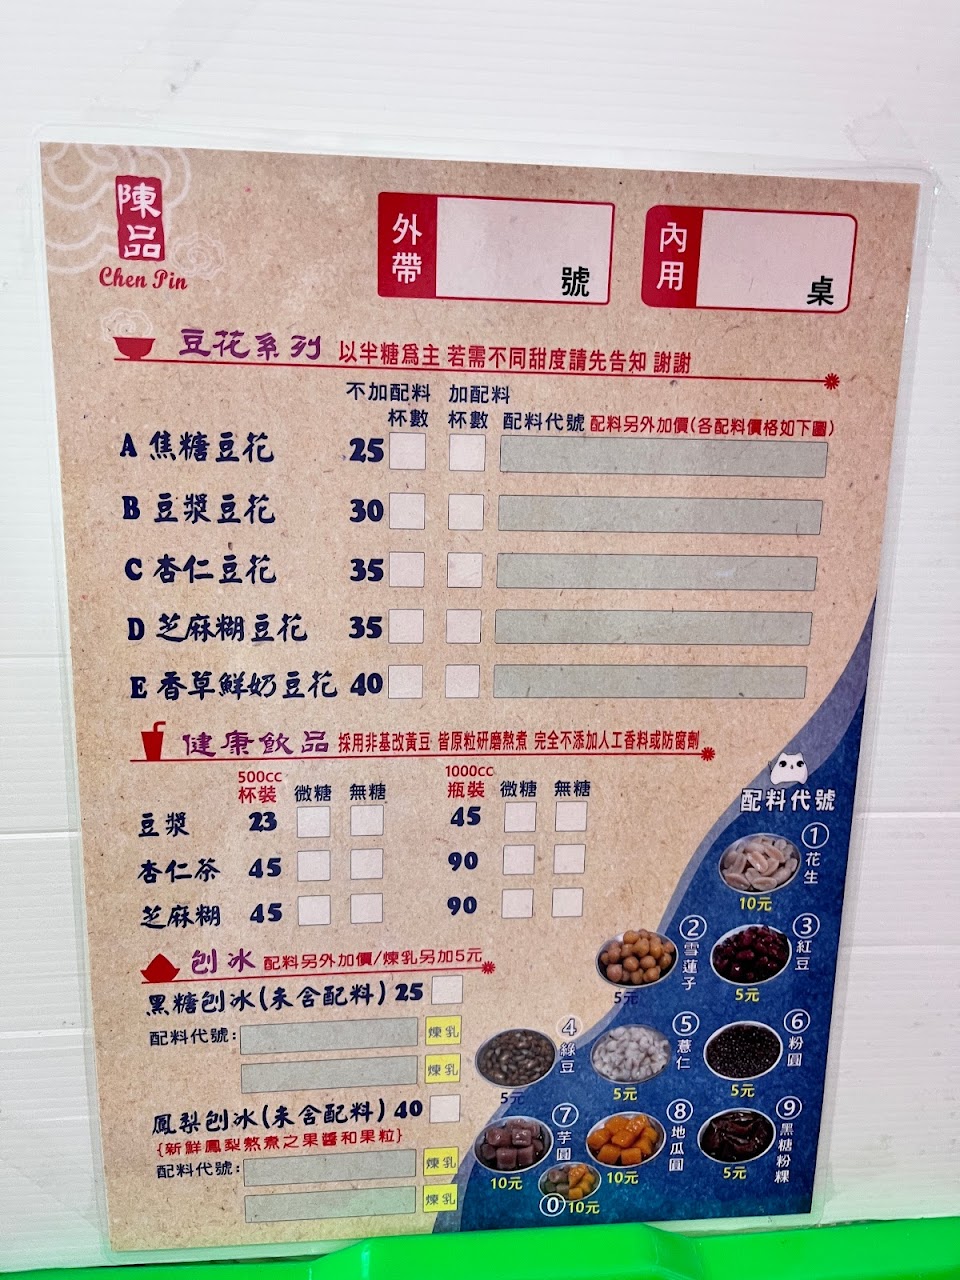 陳品
Chen Pin
外帶 號
內用 桌
豆花系列 以半糖為主 若需不同甜度請先告知 謝謝
不加配料 加配料
杯數 杯數 配料代號 配料另外加價(各配料價格如下圖)
A 焦糖豆花 25
B 豆漿豆花 30
C 杏仁豆花 35
D 芝麻糊豆花 35
E 香草鮮奶豆花 40
健康飲品 採用非基改黃豆 皆原粒研磨熬煮 完全不添加人工香料或防腐劑
500cc 1000cc
杯裝 微糖 無糖 瓶裝 微糖 無糖
豆漿 23 45
杏仁茶 45 90
芝麻糊 45 90
刨冰 配料另外加價/煉乳另加5元
黑糖刨冰(未含配料) 25
配料代號: 煉乳
煉乳
鳳梨刨冰(未含配料) 40
{新鮮鳳梨熬煮之果醬和果粒}
配料代號: 煉乳
煉乳
配料代號
①花生
10元
②雪蓮子
5元
③紅豆
5元
④綠豆
5元
⑤薏仁
5元
⑥粉圓
5元
⑦芋圓
10元
⑧地瓜圓
10元
⑨黑糖粉粿
5元
⓪10元